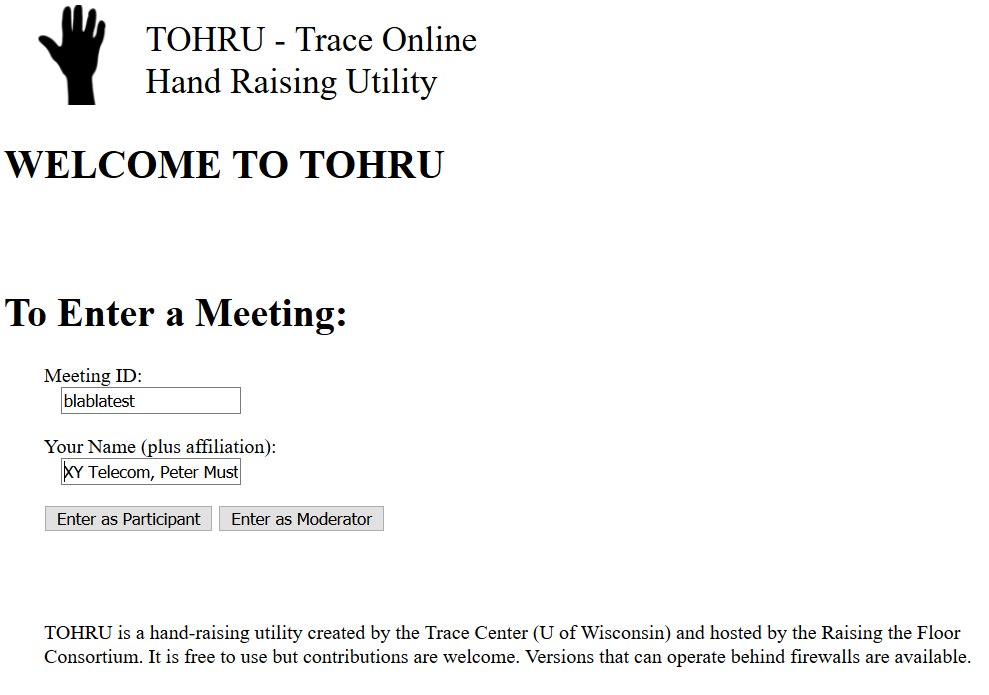 TOHRU - Trace Online
Hand Raising Utility
WELCOME TO TOHRU
To Enter a Meeting:
Meeting ID:
blablatest
Your Name (plus affiliation):
XY Telecom, Peter Must
Enter as Participant Enter as Moderator
TOHRU is a hand-raising utility created by the Trace Center (U of Wisconsin) and hosted by the Raising the Floor
Consortium. It is free to use but contributions are welcome. Versions that can operate behind firewalls are available.